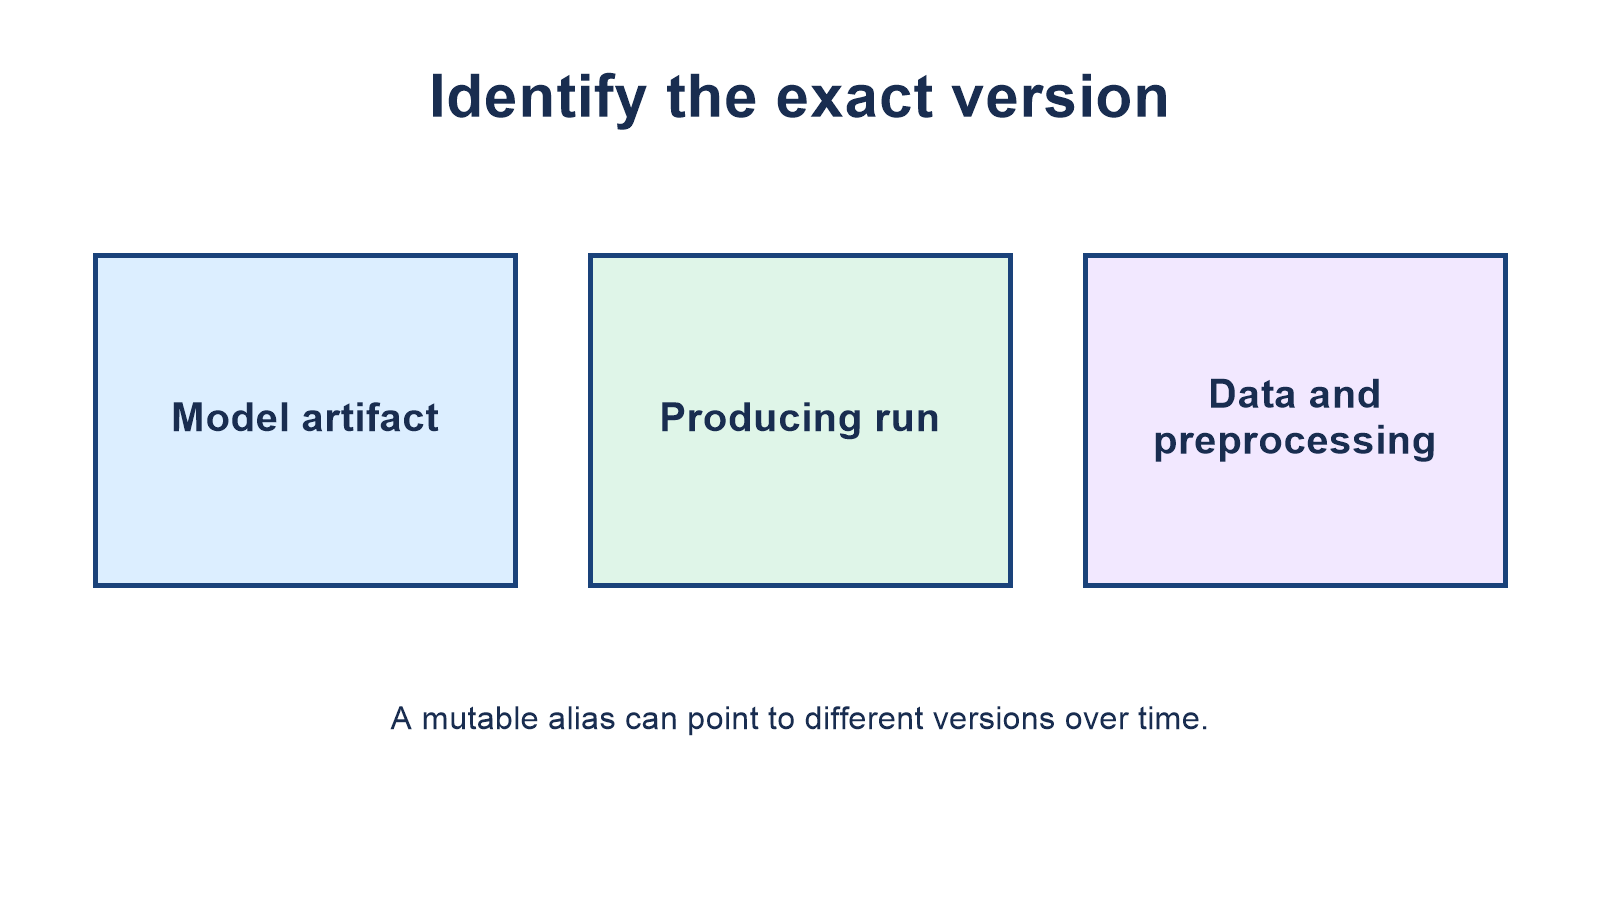 Identify the exact version
Model artifact
Producing run
Data and
preprocessing
A mutable alias can point to different versions over time.